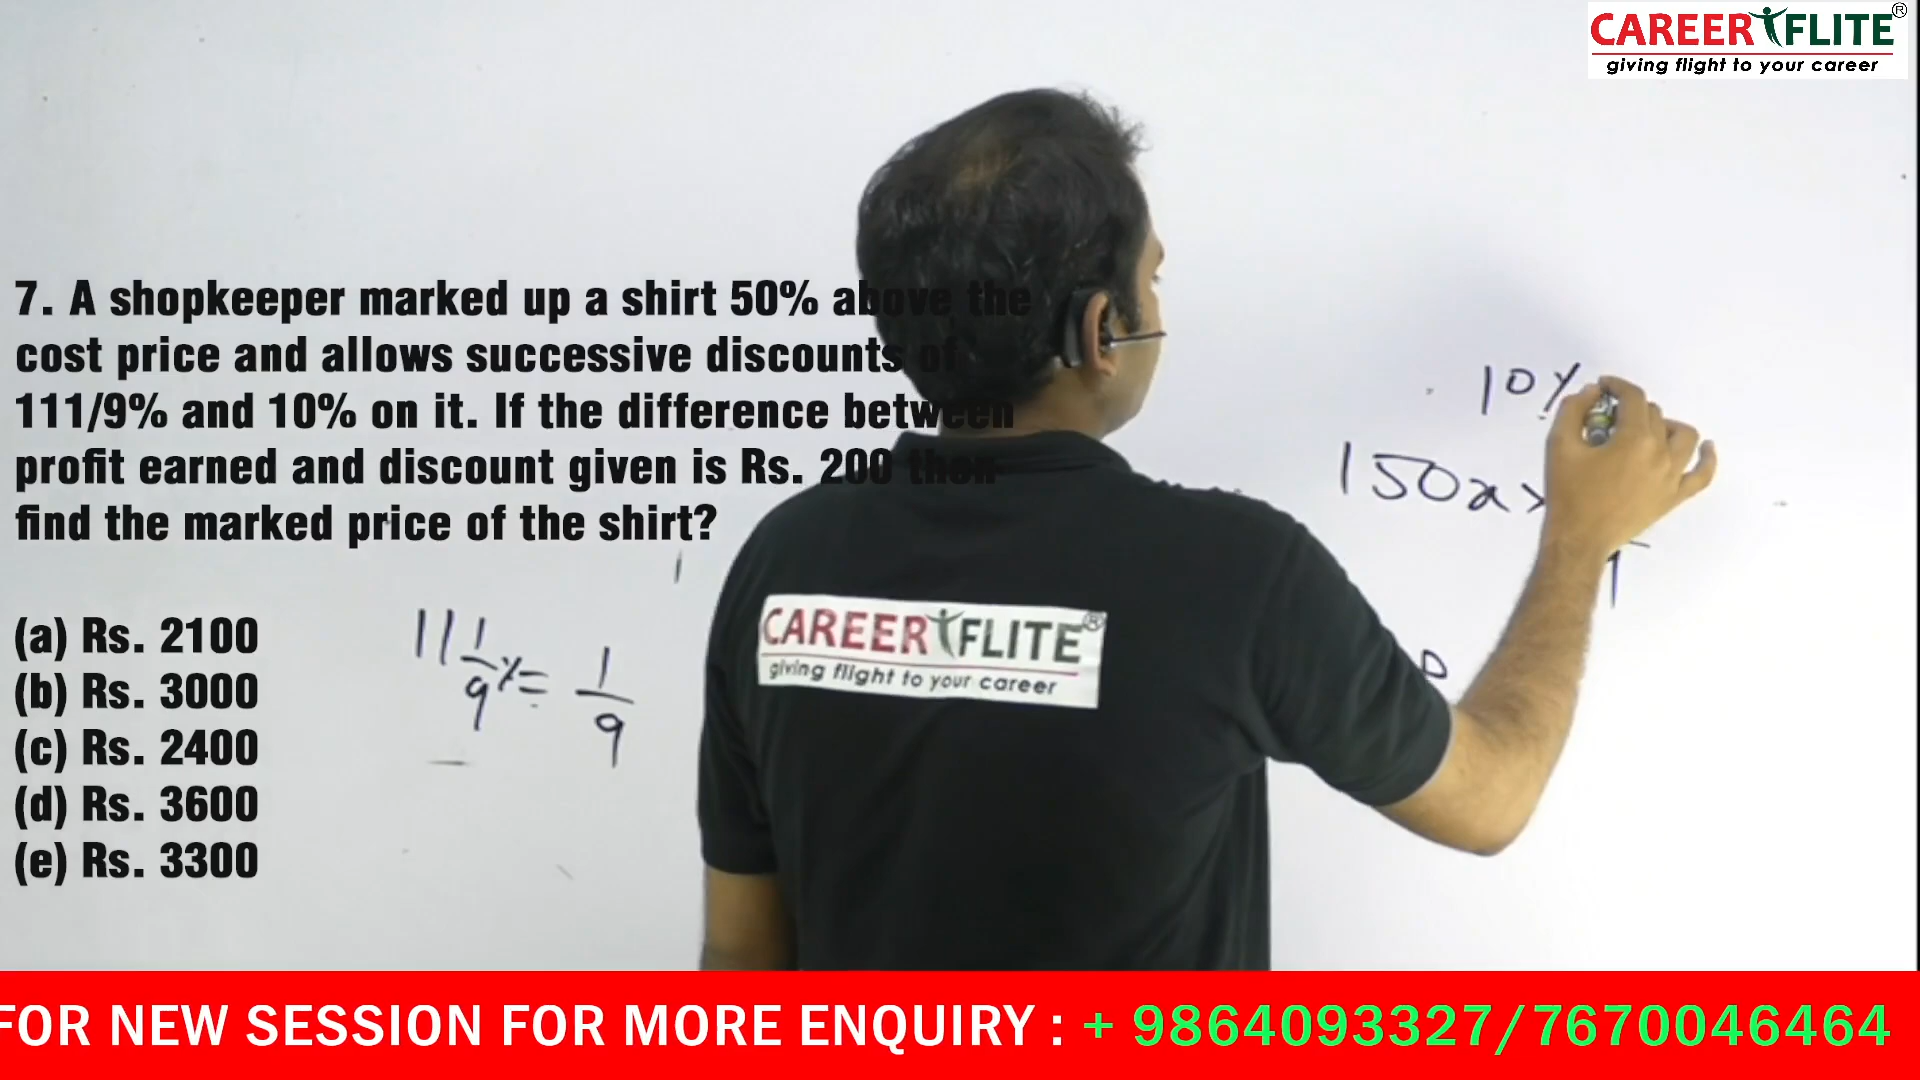 CAREER FLITE®
giving flight to your career
7. A shopkeeper marked up a shirt 50% above the
cost price and allows successive discounts of
111/9% and 10% on it. If the difference between
profit earned and discount given is Rs. 200 then
find the marked price of the shirt?
(a) Rs. 2100
(b) Rs. 3000
(c) Rs. 2400
(d) Rs. 3600
(e) Rs. 3300
11 1/9 % = 1/9
10%
150x×
CAREER FLITE®
giving flight to your career
FOR NEW SESSION FOR MORE ENQUIRY : + 9864093327/7670046464